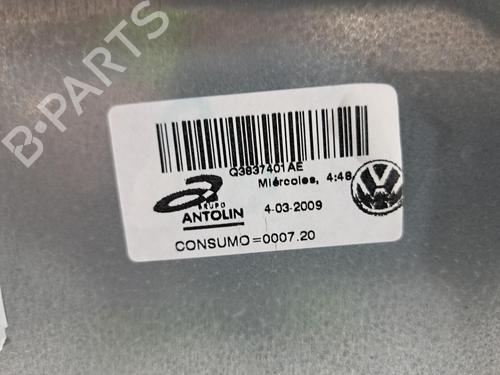 B-PARTS
Q3837401AE
Miércoles, 4:48
GRUPO
ANTOLIN
4-03-2009
CONSUMO=0007.20